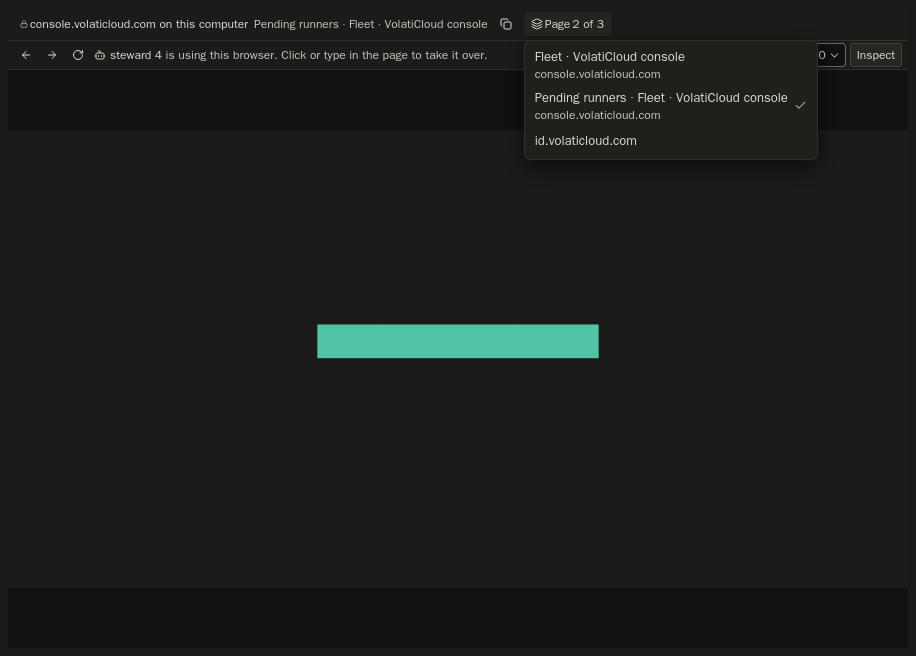 console.volaticloud.com on this computer Pending runners · Fleet · VolatiCloud console Page 2 of 3
steward 4 is using this browser. Click or type in the page to take it over. 0 Inspect
Fleet · VolatiCloud console
console.volaticloud.com
Pending runners · Fleet · VolatiCloud console
console.volaticloud.com
id.volaticloud.com